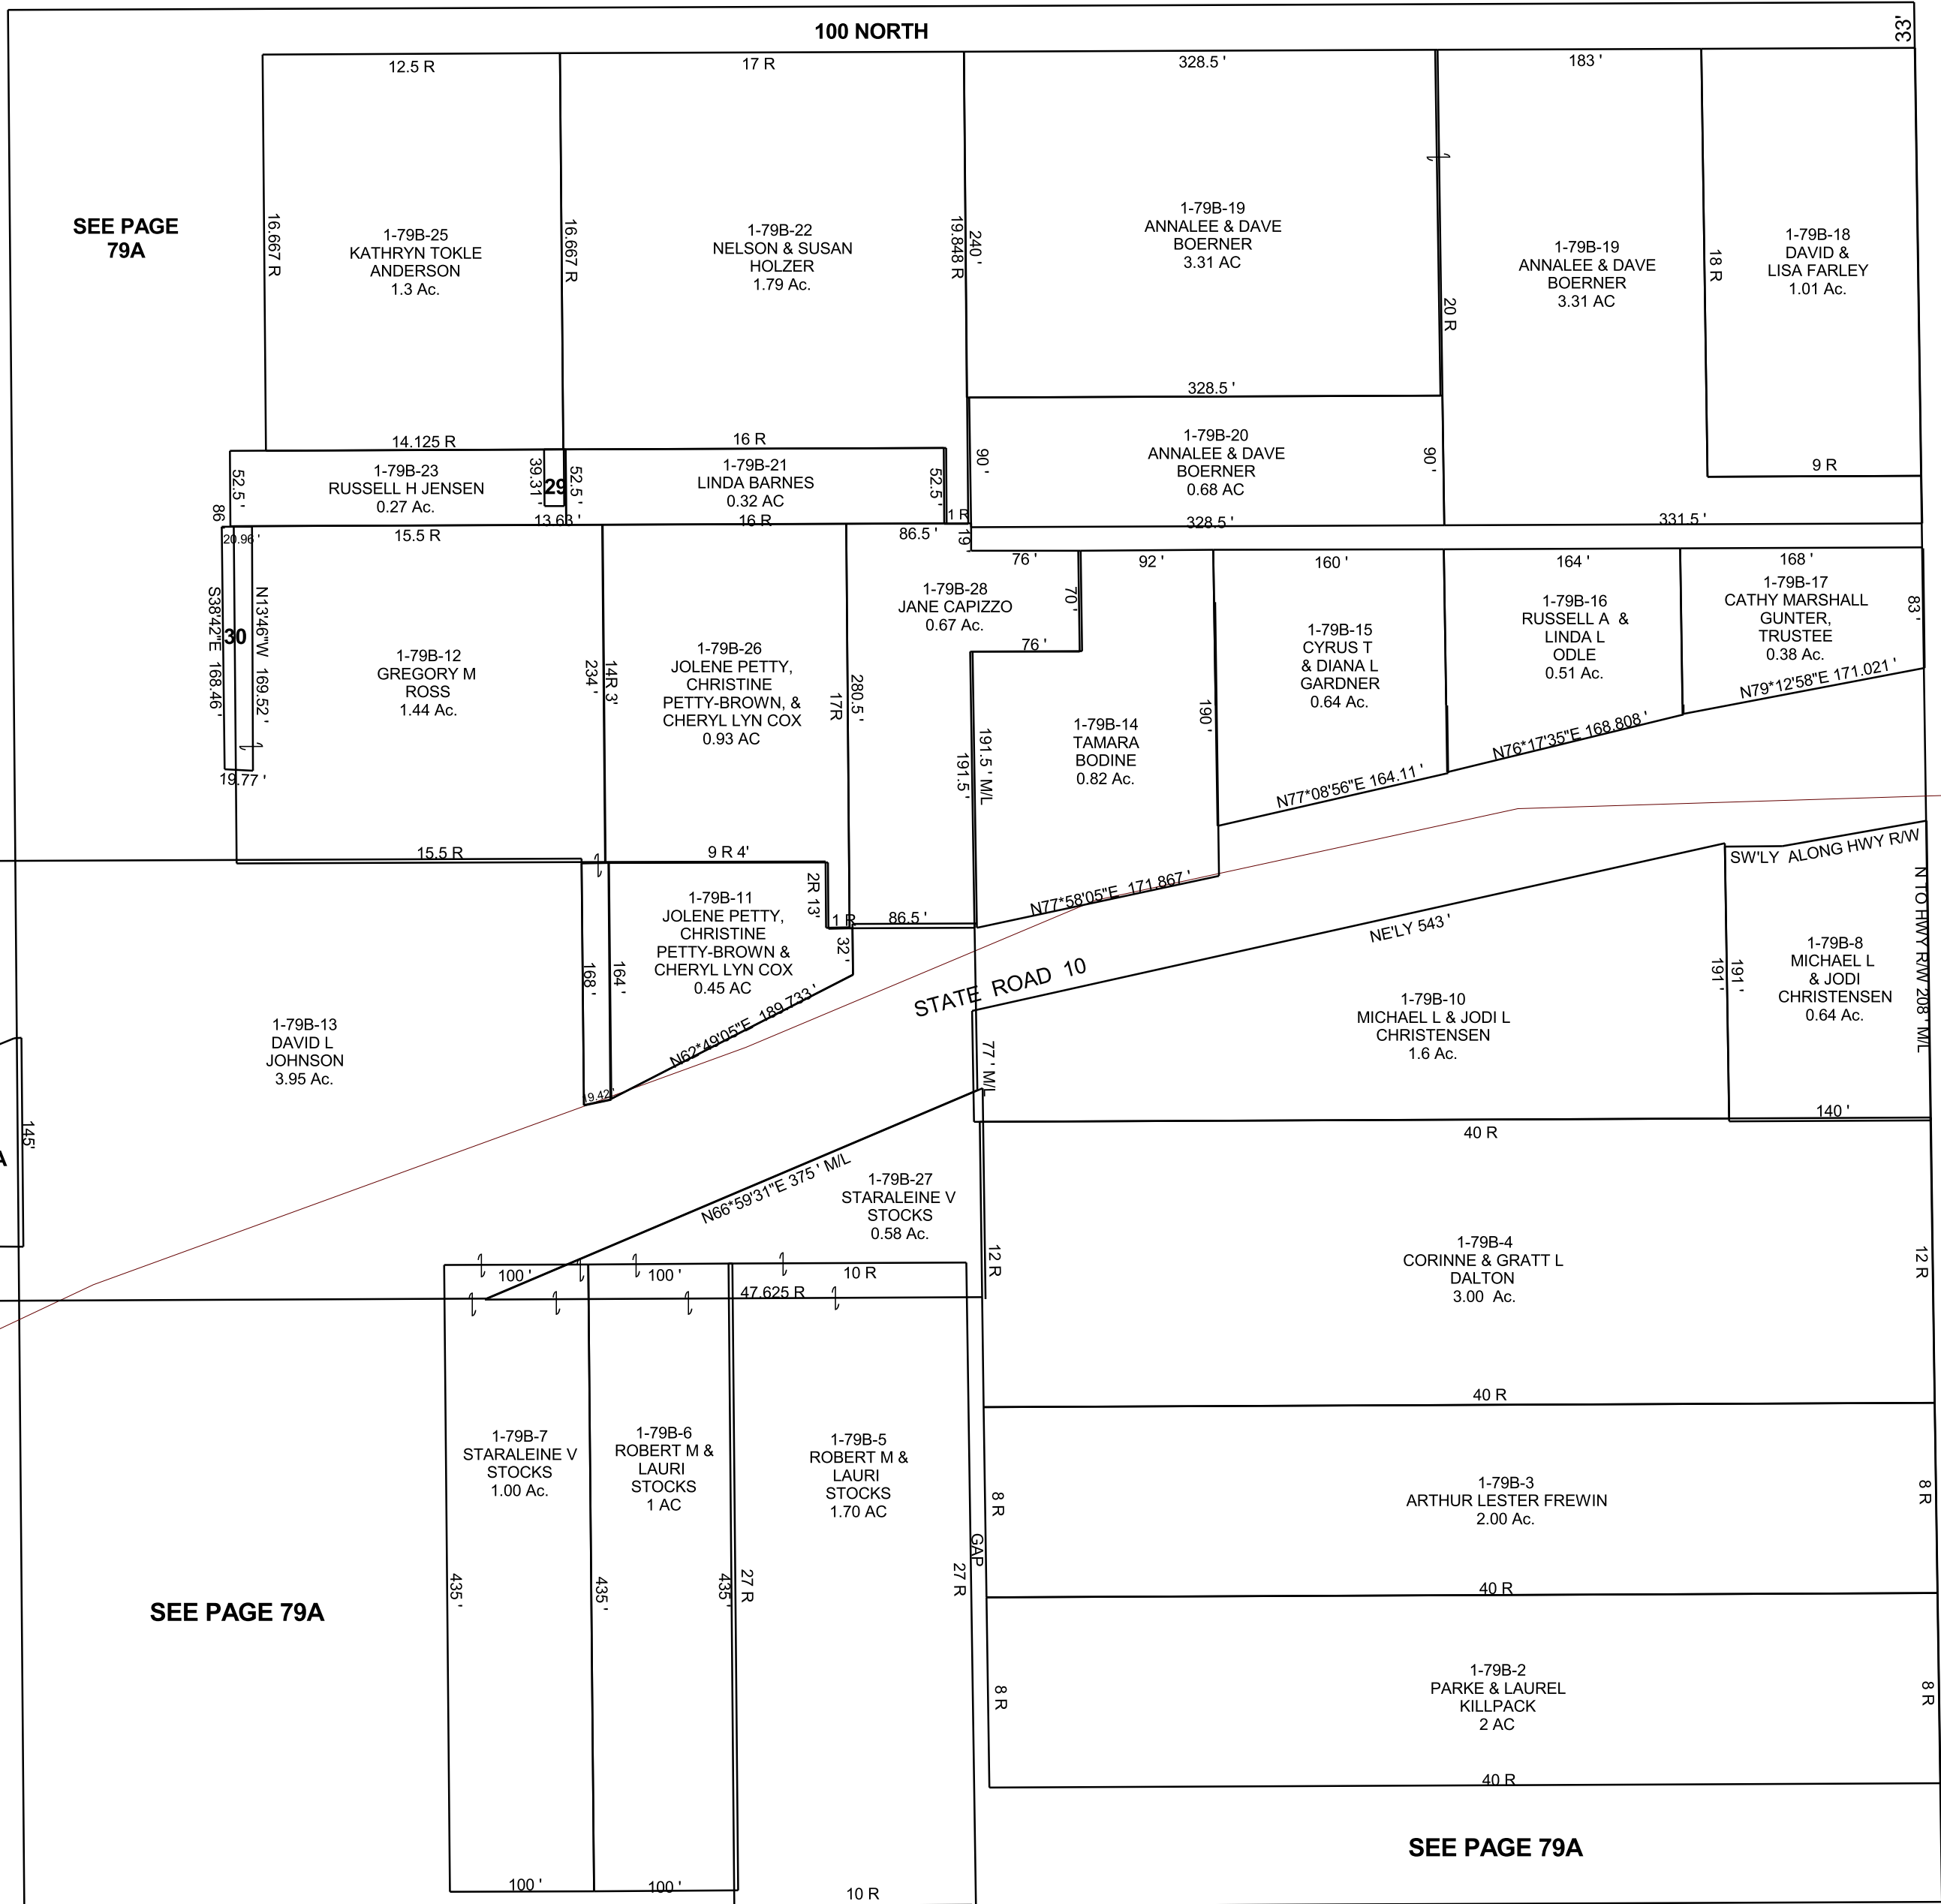 100 NORTH
33'
12.5 R
17 R
328.5 '
183 '
SEE PAGE
79A
16.667 R
1-79B-25
KATHRYN TOKLE
ANDERSON
1.3 Ac.
16.667 R
1-79B-22
NELSON & SUSAN
HOLZER
1.79 Ac.
19.848 R
240 '
1-79B-19
ANNALEE & DAVE
BOERNER
3.31 AC
20 R
1-79B-19
ANNALEE & DAVE
BOERNER
3.31 AC
18 R
1-79B-18
DAVID &
LISA FARLEY
1.01 Ac.
328.5 '
14.125 R
16 R
52.5 '
1-79B-23
RUSSELL H JENSEN
0.27 Ac.
39.31 '
29
52.5 '
1-79B-21
LINDA BARNES
0.32 AC
52.5 '
90 '
1-79B-20
ANNALEE & DAVE
BOERNER
0.68 AC
90 '
9 R
86
13.63 '
16 R
1 R
328.5 '
331.5 '
20.96 '
15.5 R
86.5 '
19 '
76 '
92 '
160 '
164 '
168 '
S38'42"E  168.46 '
30
N13'46"W  169.52 '
19.77 '
1-79B-12
GREGORY M
ROSS
1.44 Ac.
234 '
14R 3'
1-79B-26
JOLENE PETTY,
CHRISTINE
PETTY-BROWN, &
CHERYL LYN COX
0.93 AC
17R
280.5 '
1-79B-28
JANE CAPIZZO
0.67 Ac.
70 '
76 '
191.5 '
191.5 ' M/L
1-79B-14
TAMARA
BODINE
0.82 Ac.
190 '
1-79B-15
CYRUS T
& DIANA L
GARDNER
0.64 Ac.
1-79B-16
RUSSELL A  &
LINDA L
ODLE
0.51 Ac.
1-79B-17
CATHY MARSHALL
GUNTER,
TRUSTEE
0.38 Ac.
83 '
N79*12'58"E 171.021 '
N76*17'35"E 168.808 '
N77*08'56"E 164.11 '
N77*58'05"E  171.867 '
15.5 R
9 R 4'
2R 13'
1 R
86.5 '
32 '
1-79B-11
JOLENE PETTY,
CHRISTINE
PETTY-BROWN &
CHERYL LYN COX
0.45 AC
168 '
164 '
N62*49'05"E  189.733 '
19.42'
STATE  ROAD  10
NE'LY 543 '
SW'LY  ALONG HWY R/W
N TO HWY R/W 208 ' M/L
1-79B-13
DAVID L
JOHNSON
3.95 Ac.
145'
A
77 ' M/L
1-79B-10
MICHAEL L & JODI L
CHRISTENSEN
1.6 Ac.
191 '
191 '
1-79B-8
MICHAEL L
& JODI
CHRISTENSEN
0.64 Ac.
140 '
40 R
N66*59'31"E 375 ' M/L
1-79B-27
STARALEINE V
STOCKS
0.58 Ac.
12 R
1-79B-4
CORINNE & GRATT L
DALTON
3.00  Ac.
12 R
100 '
100 '
10 R
47.625 R
40 R
1-79B-7
STARALEINE V
STOCKS
1.00 Ac.
1-79B-6
ROBERT M &
LAURI
STOCKS
1 AC
1-79B-5
ROBERT M &
LAURI
STOCKS
1.70 AC
GAP
8 R
1-79B-3
ARTHUR LESTER FREWIN
2.00 Ac.
8 R
SEE PAGE 79A
435 '
435 '
435 '
27 R
27 R
40 R
8 R
1-79B-2
PARKE & LAUREL
KILLPACK
2 AC
8 R
40 R
SEE PAGE 79A
100 '
100 '
10 R